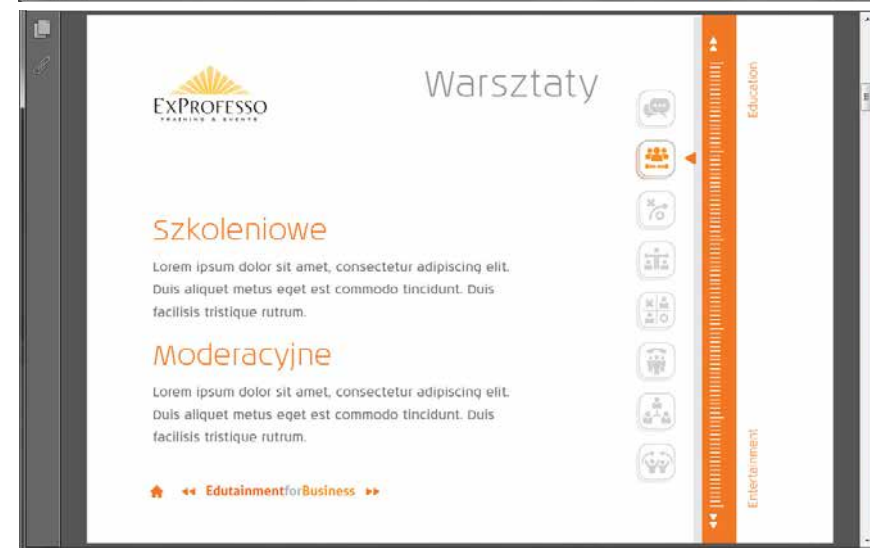 EXPROFESSO
TRAINING & EVENTS
Warsztaty
Education
Szkoleniowe
Lorem ipsum dolor sit amet, consectetur adipiscing elit.
Duis aliquet metus eget est commodo tincidunt. Duis
facilisis tristique rutrum.
Moderacyjne
Lorem ipsum dolor sit amet, consectetur adipiscing elit.
Duis aliquet metus eget est commodo tincidunt. Duis
facilisis tristique rutrum.
Entertainment
EdutainmentforBusiness